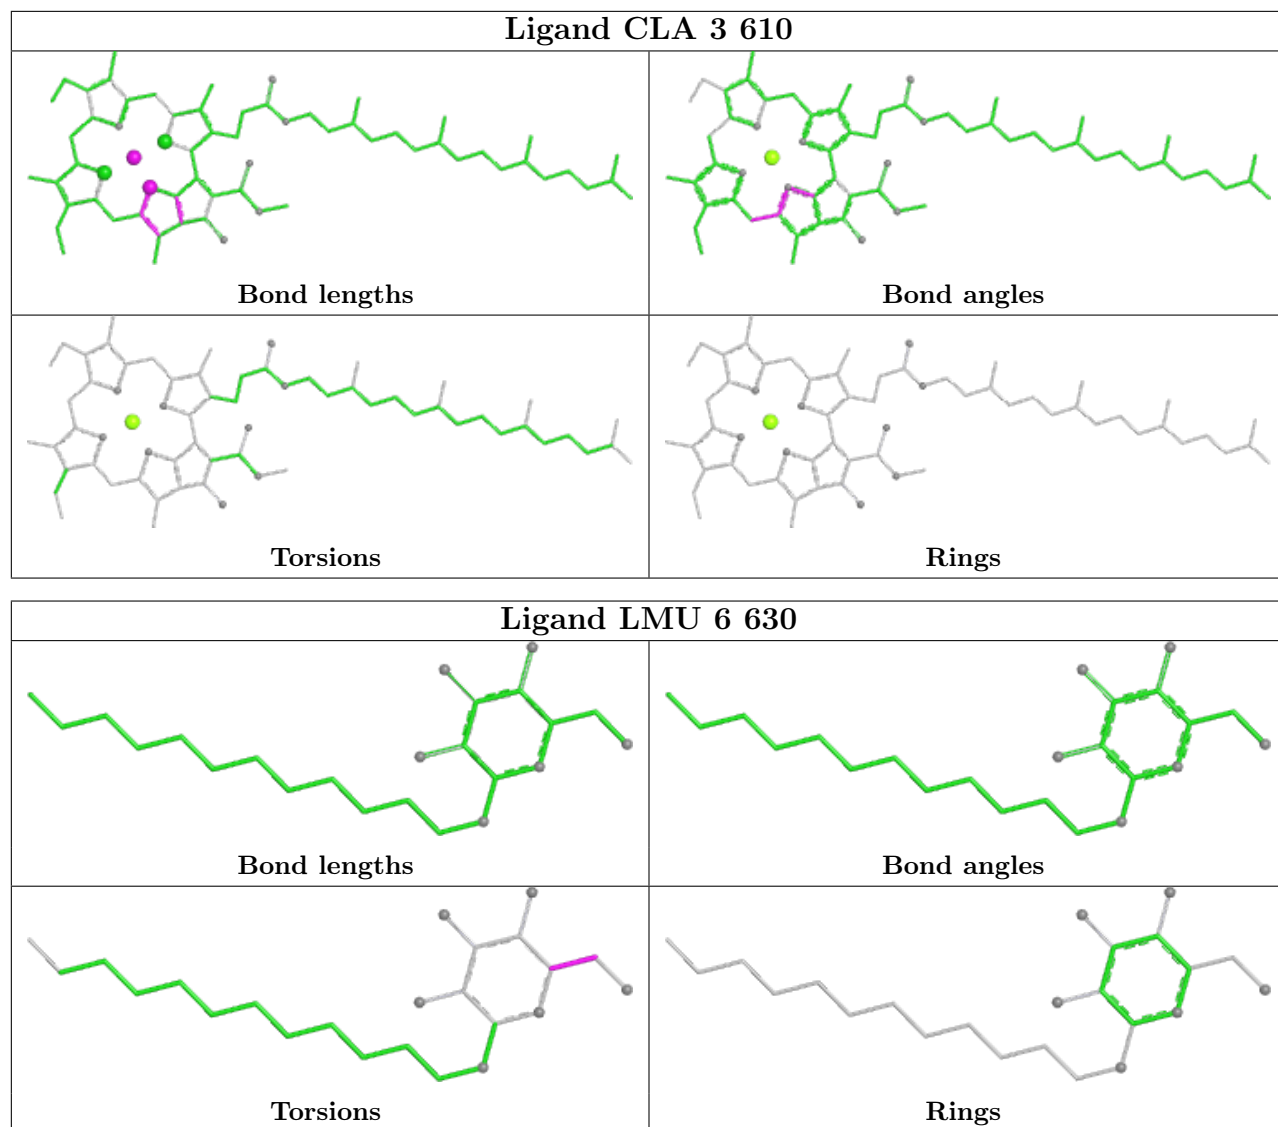 Ligand CLA 3 610
Bond lengths
Bond angles
Torsions
Rings
Ligand LMU 6 630
Bond lengths
Bond angles
Torsions
Rings